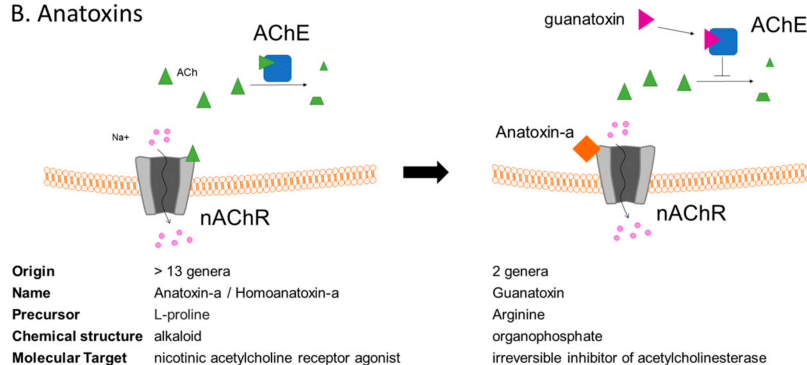 B. Anatoxins
AChE
ACh
Na+
nAChR
guanatoxin
AChE
Anatoxin-a
nAChR
Origin > 13 genera 2 genera
Name Anatoxin-a / Homoanatoxin-a Guanatoxin
Precursor L-proline Arginine
Chemical structure alkaloid organophosphate
Molecular Target nicotinic acetylcholine receptor agonist irreversible inhibitor of acetylcholinesterase